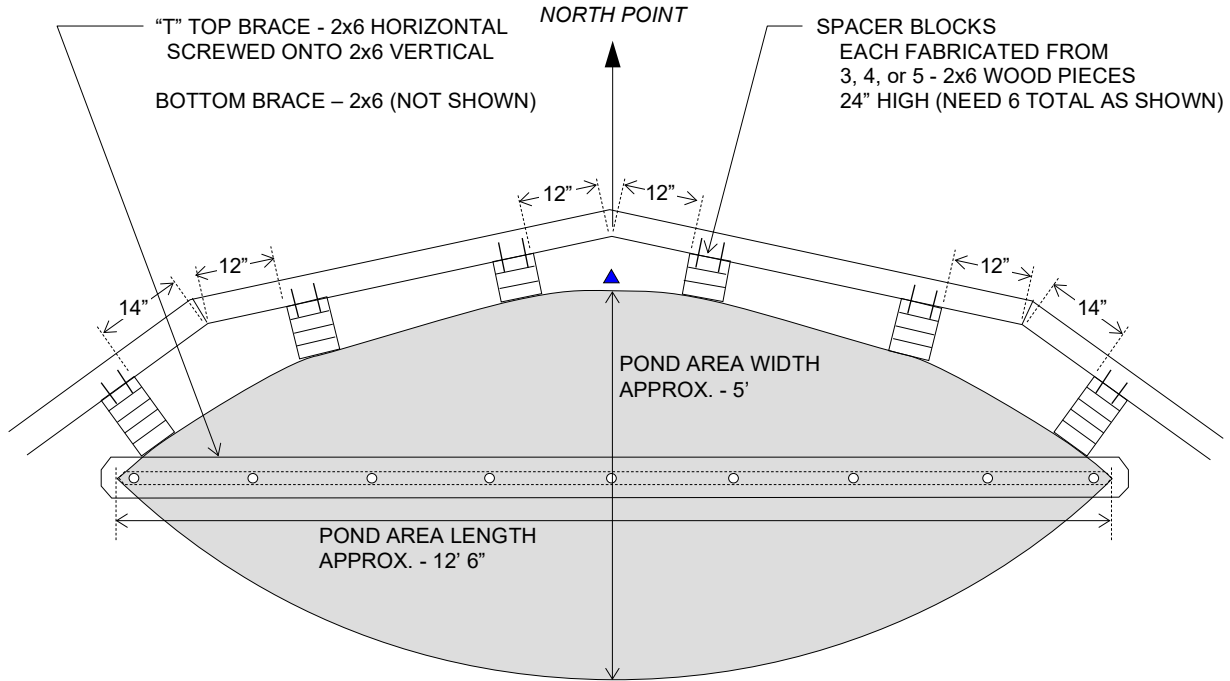 NORTH POINT
“T” TOP BRACE - 2x6 HORIZONTAL
SCREWED ONTO 2x6 VERTICAL
BOTTOM BRACE – 2x6 (NOT SHOWN)
SPACER BLOCKS
EACH FABRICATED FROM
3, 4, or 5 - 2x6 WOOD PIECES
24” HIGH (NEED 6 TOTAL AS SHOWN)
12”
12”
12”
12”
14”
14”
POND AREA WIDTH
APPROX. - 5’
POND AREA LENGTH
APPROX. - 12’ 6”